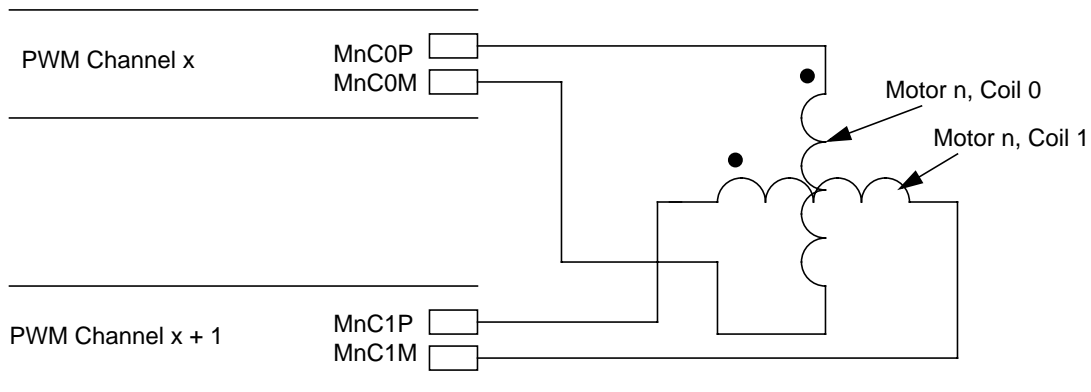 PWM Channel x
MnC0P
MnC0M
Motor n, Coil 0
Motor n, Coil 1
PWM Channel x + 1
MnC1P
MnC1M